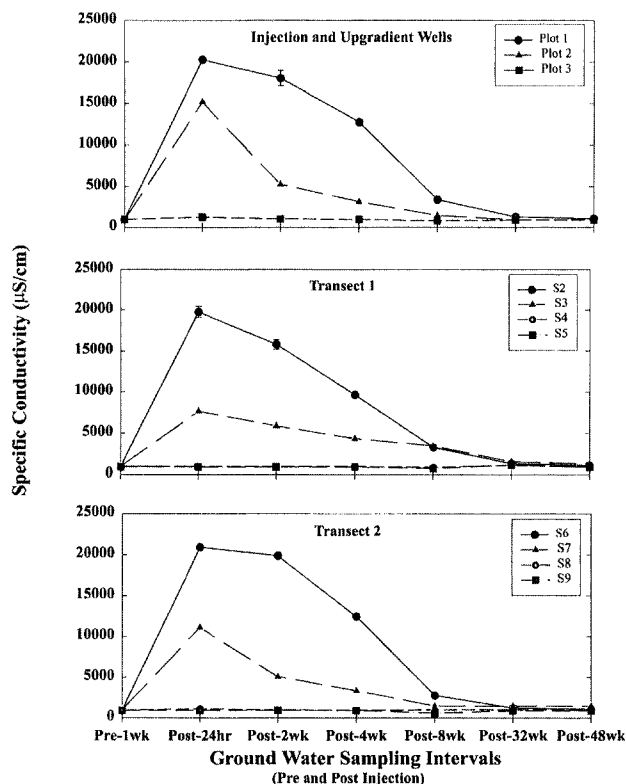 Specific Conductivity (µS/cm)
Injection and Upgradient Wells
Plot 1
Plot 2
Plot 3
25000
20000
15000
10000
5000
0
Transect 1
S2
S3
S4
S5
25000
20000
15000
10000
5000
0
Transect 2
S6
S7
S8
S9
25000
20000
15000
10000
5000
0
Pre-1wk Post-24hr Post-2wk Post-4wk Post-8wk Post-32wk Post-48wk
Ground Water Sampling Intervals
(Pre and Post Injection)